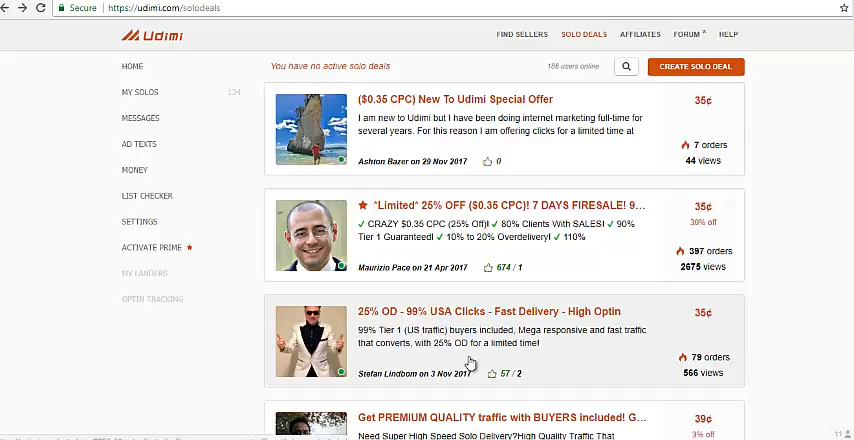 Secure
https://udimi.com/solodeals
Udimi
FIND SELLERS
SOLO DEALS
AFFILIATES
FORUM
HELP
HOME
MY SOLOS 134
MESSAGES
AD TEXTS
MONEY
LIST CHECKER
SETTINGS
ACTIVATE PRIME
MY LANDERS
OPTIN TRACKING
You have no active solo deals
186 users online
CREATE SOLO DEAL
($0.35 CPC) New To Udimi Special Offer
I am new to Udimi but I have been doing internet marketing full-time for
several years. For this reason I am offering clicks for a limited time at
Ashion Bazer on 29 Nov 2017
0
35¢
7 orders
44 views
*Limited* 25% OFF ($0.35 CPC)! 7 DAYS FIRESALE! 9...
CRAZY $0.35 CPC (25% Off)! 80% Clients With SALES! 90%
Tier 1 Guaranteed! 10% to 20% Overdelivery! 110%
Maurizio Pace on 21 Apr 2017
674 / 1
35¢
30% off
397 orders
2675 views
25% OD - 99% USA Clicks - Fast Delivery - High Optin
99% Tier 1 (US traffic) buyers included, Mega responsive and fast traffic
that converts, with 25% OD for a limited time!
Stefan Lindbom on 3 Nov 2017
57 / 2
35¢
79 orders
566 views
Get PREMIUM QUALITY traffic with BUYERS included! G...
Need Super High Speed Solo Delivery?High Quality Traffic That
39¢
3% off
11